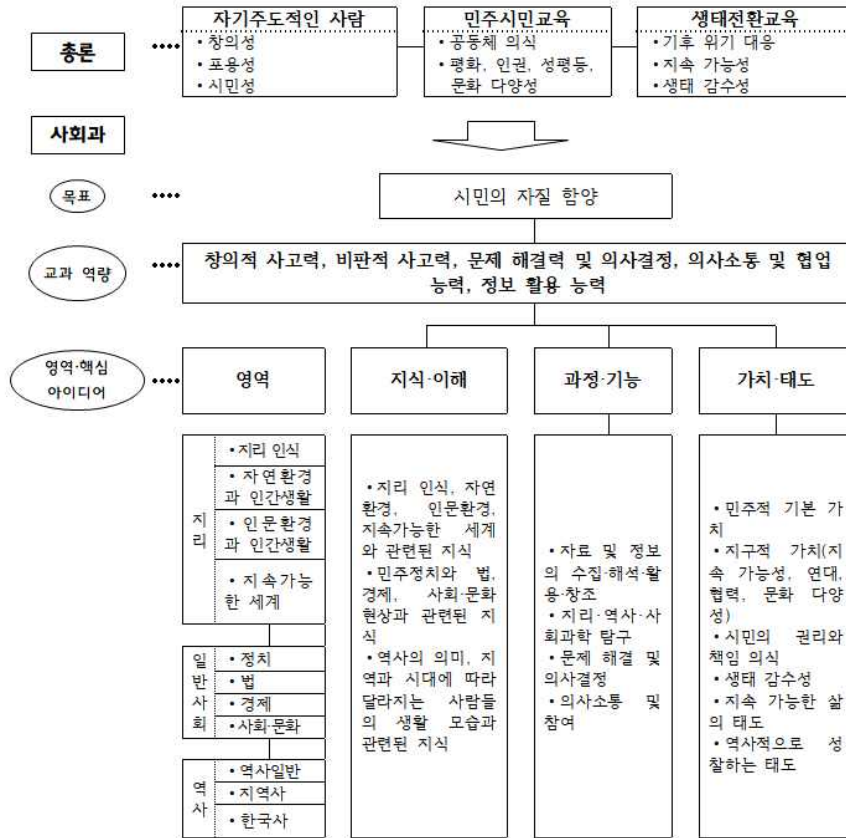 총론
자기주도적인 사람
• 창의성
• 포용성
• 시민성
민주시민교육
• 공동체 의식
• 평화, 인권, 성평등,
문화 다양성
생태전환교육
• 기후 위기 대응
• 지속 가능성
• 생태 감수성
사회과
목표
시민의 자질 함양
교과 역량
창의적 사고력, 비판적 사고력, 문제 해결력 및 의사결정, 의사소통 및 협업
능력, 정보 활용 능력
영역·핵심
아이디어
영역
지식·이해
과정·기능
가치·태도
지
리
• 지리 인식
• 자연환경
과 인간생활
• 인문환경
과 인간생활
• 지속가능
한 세계
일
반
사
회
• 정치
• 법
• 경제
• 사회·문화
역
사
• 역사일반
• 지역사
• 한국사
• 지리 인식, 자연
환경, 인문환경,
지속가능한 세계
와 관련된 지식
• 민주정치와 법,
경제, 사회·문화
현상과 관련된 지
식
• 역사의 의미, 지
역과 시대에 따라
달라지는 사람들
의 생활 모습과
관련된 지식
• 자료 및 정보
의 수집·해석·활
용·창조
• 지리·역사·사
회과학 탐구
• 문제 해결 및
의사결정
• 의사소통 및
참여
• 민주적 기본 가
치
• 지구적 가치(지
속 가능성, 연대,
협력, 문화 다양
성)
• 시민의 권리와
책임 의식
• 생태 감수성
• 지속 가능한 삶
의 태도
• 역사적으로 성
찰하는 태도